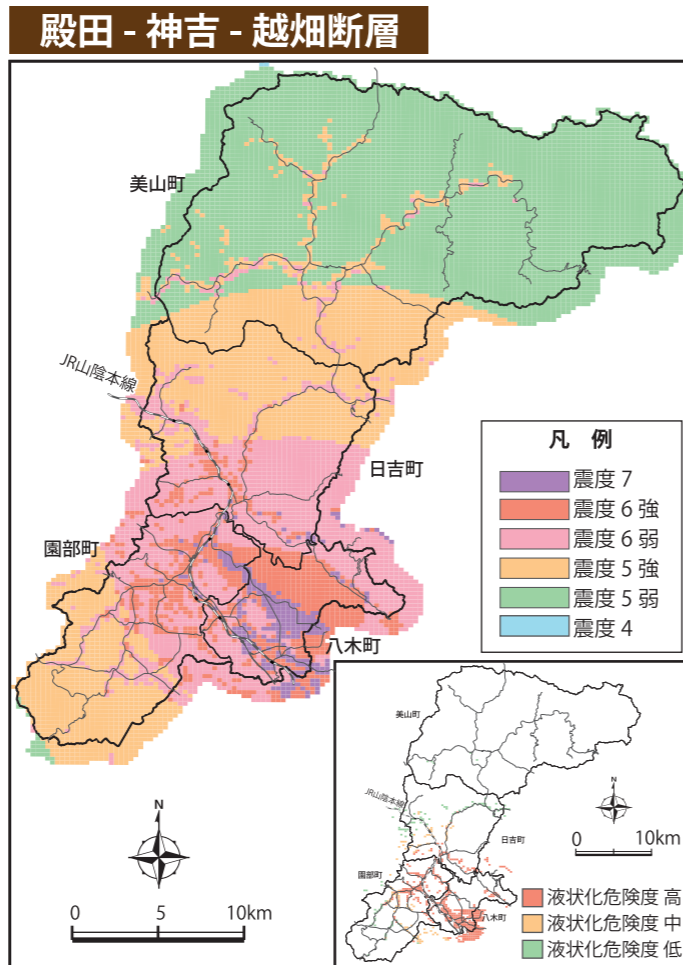 殿田 - 神吉 - 越畑断層
美山町
JR山陰本線
日吉町
園部町
八木町
凡 例
震度 7
震度 6 強
震度 6 弱
震度 5 強
震度 5 弱
震度 4
N
0 5 10km
美山町
JR山陰本線
日吉町
園部町
八木町
N
0 10km
液状化危険度 高
液状化危険度 中
液状化危険度 低